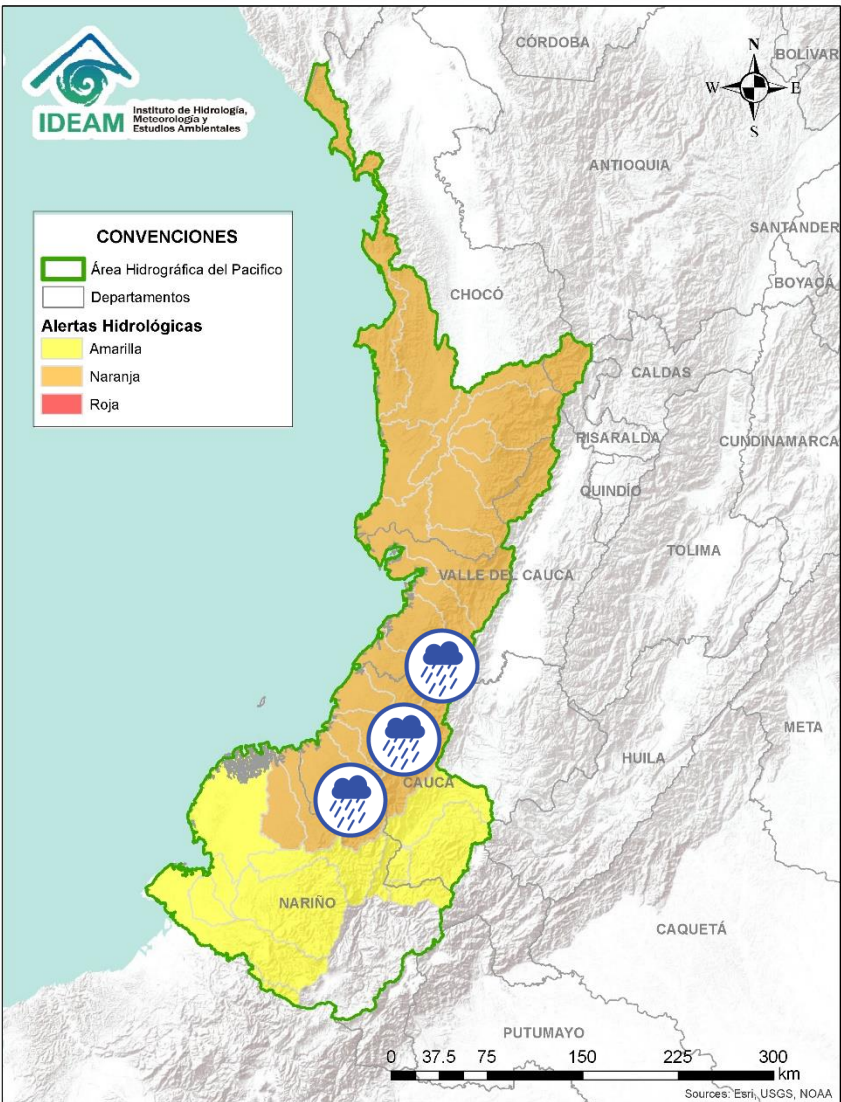 IDEAM
Instituto de Hidrología,
Meteorología y
Estudios Ambientales
N
W
E
S
CÓRDOBA
BOLIVAR
ANTIOQUIA
SANTANDER
BOYACÁ
CHOCÓ
CALDAS
RISARALDA
CUNDINAMARCA
QUINDÍO
TOLIMA
VALLE DEL CAUCA
META
HUILA
CAUCA
NARIÑO
CAQUETÁ
PUTUMAYO
CONVENCIONES
Área Hidrográfica del Pacifico
Departamentos
Alertas Hidrológicas
Amarilla
Naranja
Roja
0 37.5 75 150 225 300
km
Sources: Esri, USGS, NOAA